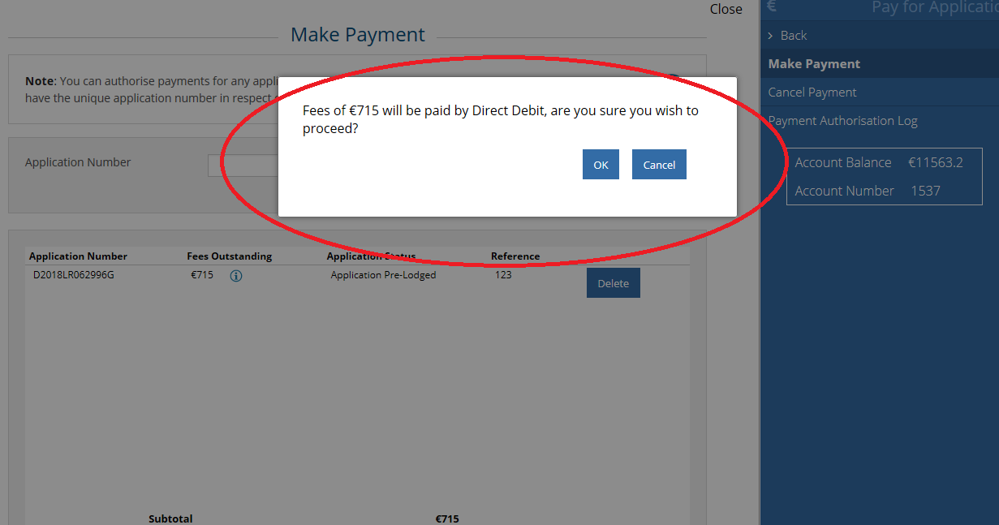 Close
€ Pay for Applicatio
Make Payment
> Back
Make Payment
Note: You can authorise payments for any appli
have the unique application number in respect
Fees of €715 will be paid by Direct Debit, are you sure you wish to
proceed?
OK Cancel
Cancel Payment
Payment Authorisation Log
Application Number
Account Balance €11563.2
Account Number 1537
Application Number Fees Outstanding Application Status Reference
D2018LR062996G €715 Application Pre-Lodged 123 Delete
Subtotal €715